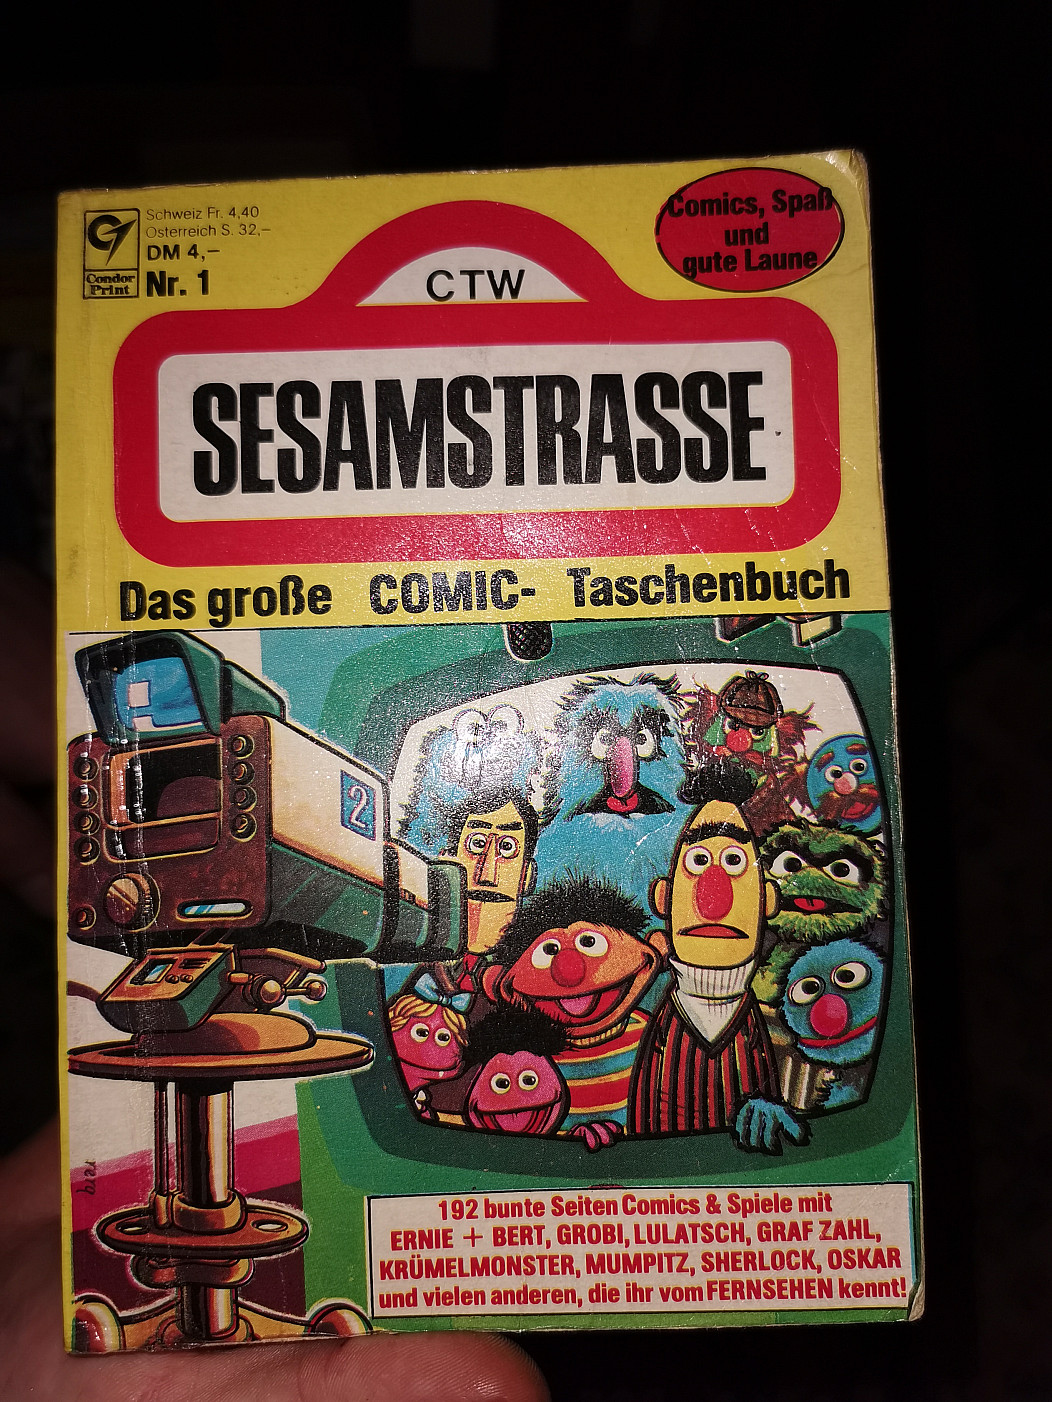 Schweiz Fr. 4,40
Österreich S. 32,–
DM 4,–
Nr. 1
Condor
Print
Comics, Spaß
und
gute Laune
CTW
SESAMSTRASSE
Das große COMIC- Taschenbuch
2
rerg
192 bunte Seiten Comics & Spiele mit
ERNIE + BERT, GROBI, LULATSCH, GRAF ZAHL,
KRÜMELMONSTER, MUMPITZ, SHERLOCK, OSKAR
und vielen anderen, die ihr vom FERNSEHEN kennt!